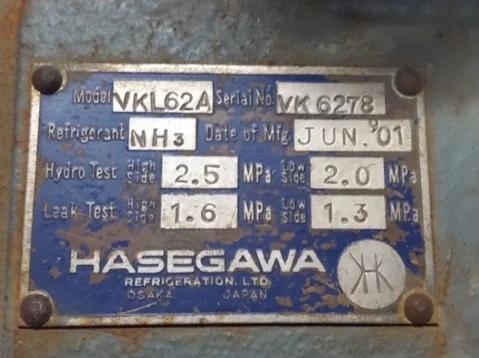 Model VKL62A Serial No. VK 6278
Refrigerant NH3 Date of Mfg JUN. '01
Hydro Test High Side 2.5 MPa Low Side 2.0 MPa
Leak Test High Side 1.6 MPa Low Side 1.3 MPa
HASEGAWA
REFRIGERATION. LTD
OSAKA JAPAN
HK